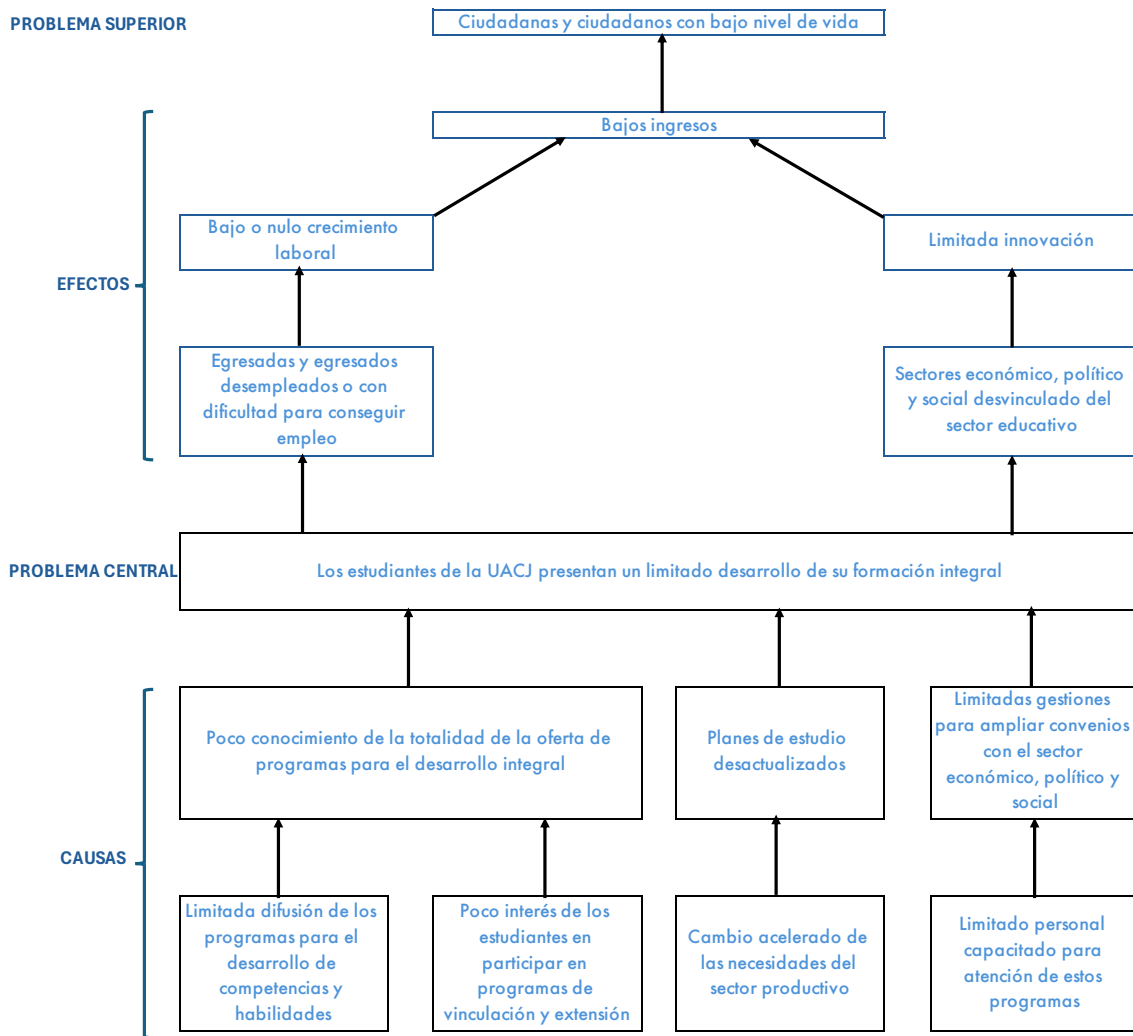 PROBLEMA SUPERIOR
Ciudadanas y ciudadanos con bajo nivel de vida
Bajos ingresos
Bajo o nulo crecimiento
laboral
Limitada innovación
EFECTOS
Egresadas y egresados
desempleados o con
dificultad para conseguir
empleo
Sectores económico, político
y social desvinculado del
sector educativo
PROBLEMA CENTRAL
Los estudiantes de la UACJ presentan un limitado desarrollo de su formación integral
Poco conocimiento de la totalidad de la oferta de
programas para el desarrollo integral
Planes de estudio
desactualizados
Limitadas gestiones
para ampliar convenios
con el sector
económico, político y
social
CAUSAS
Limitada difusión de los
programas para el
desarrollo de
competencias y
habilidades
Poco interés de los
estudiantes en
participar en
programas de
vinculación y extensión
Cambio acelerado de
las necesidades del
sector productivo
Limitado personal
capacitado para
atención de estos
programas